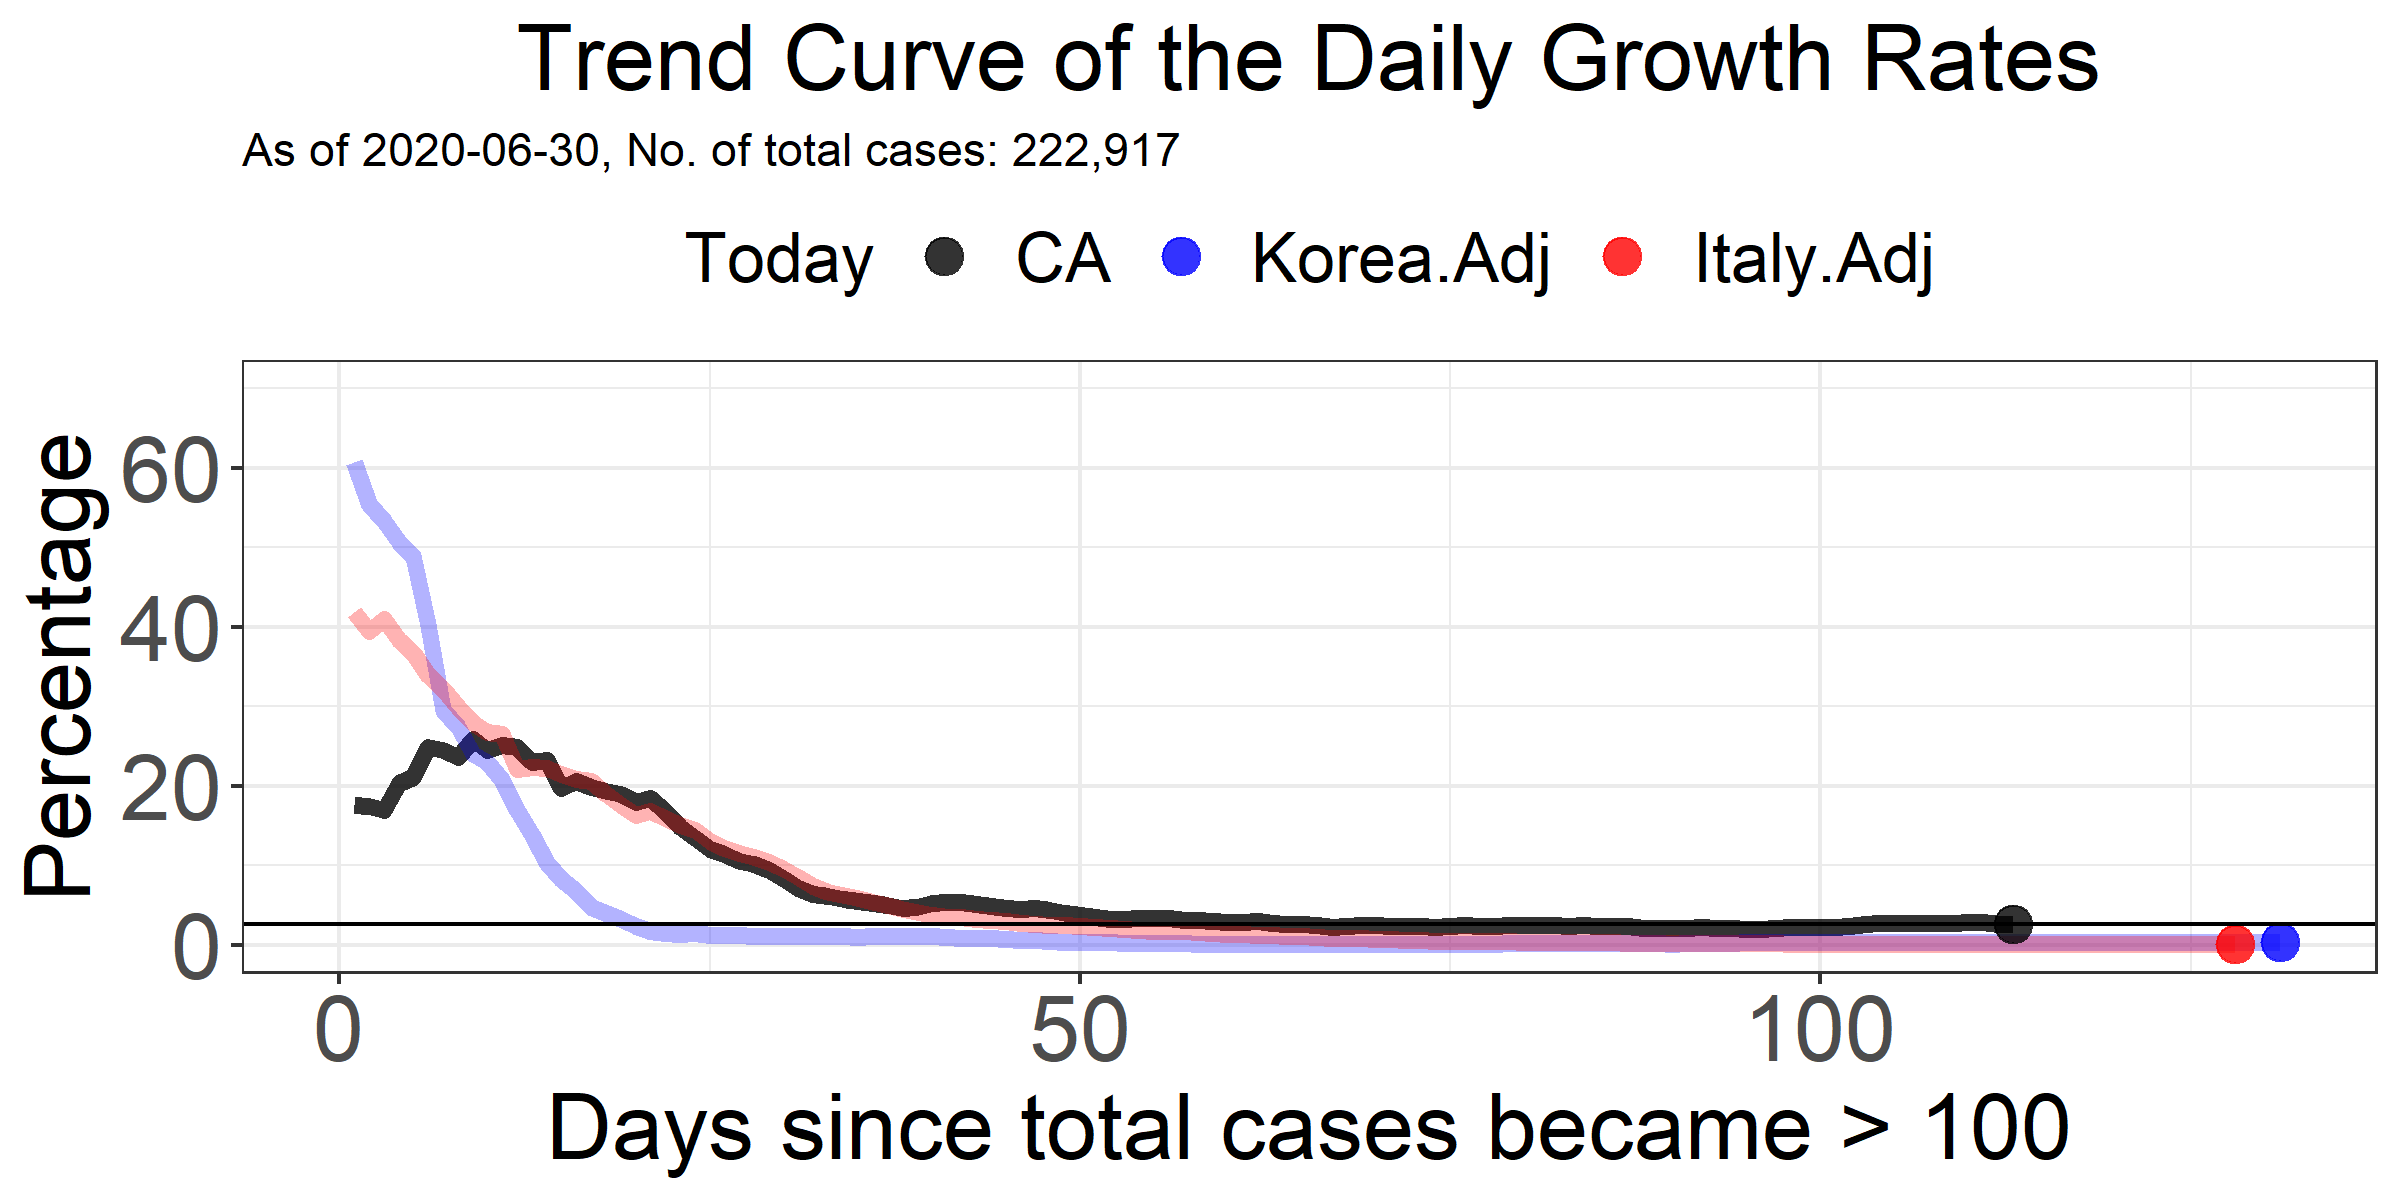 Trend Curve of the Daily Growth Rates
As of 2020-06-30, No. of total cases: 222,917
Today CA Korea.Adj Italy.Adj
Percentage
60
40
20
0
0 50 100
Days since total cases became > 100